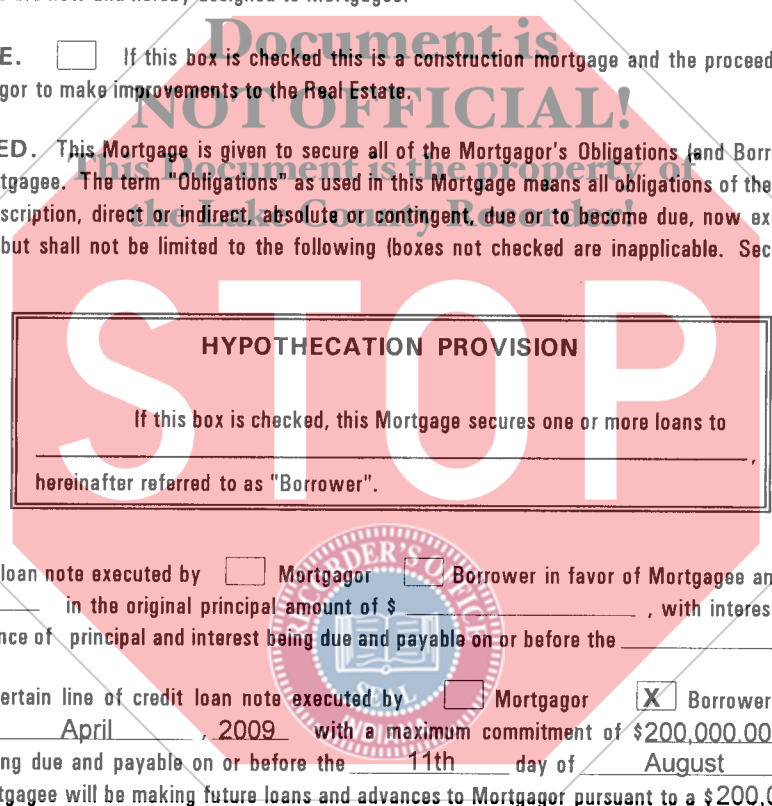 Document is
E. If this box is checked this is a construction mortgage and the proceed
gor to make improvements to the Real Estate.
NOT OFFICIAL!
ED. This Mortgage is given to secure all of the Mortgagor's Obligations (and Borr
This Document is the property of
tgagee. The term "Obligations" as used in this Mortgage means all obligations of the
the Lake County Recorder!
scription, direct or indirect, absolute or contingent, due or to become due, now ex
but shall not be limited to the following (boxes not checked are inapplicable. Sec
STOP
HYPOTHECATION PROVISION
If this box is checked, this Mortgage secures one or more loans to
,
hereinafter referred to as "Borrower".
RECORDER'S OFFICE
loan note executed by Mortgagor Borrower in favor of Mortgagee an
in the original principal amount of $ , with interes
nce of principal and interest being due and payable on or before the
SEAL
ertain line of credit loan note executed by Mortgagor X Borrower
April , 2009 with a maximum commitment of $200,000.00
ng due and payable on or before the 11th day of August
tgagee will be making future loans and advances to Mortgagor pursuant to a $200,0